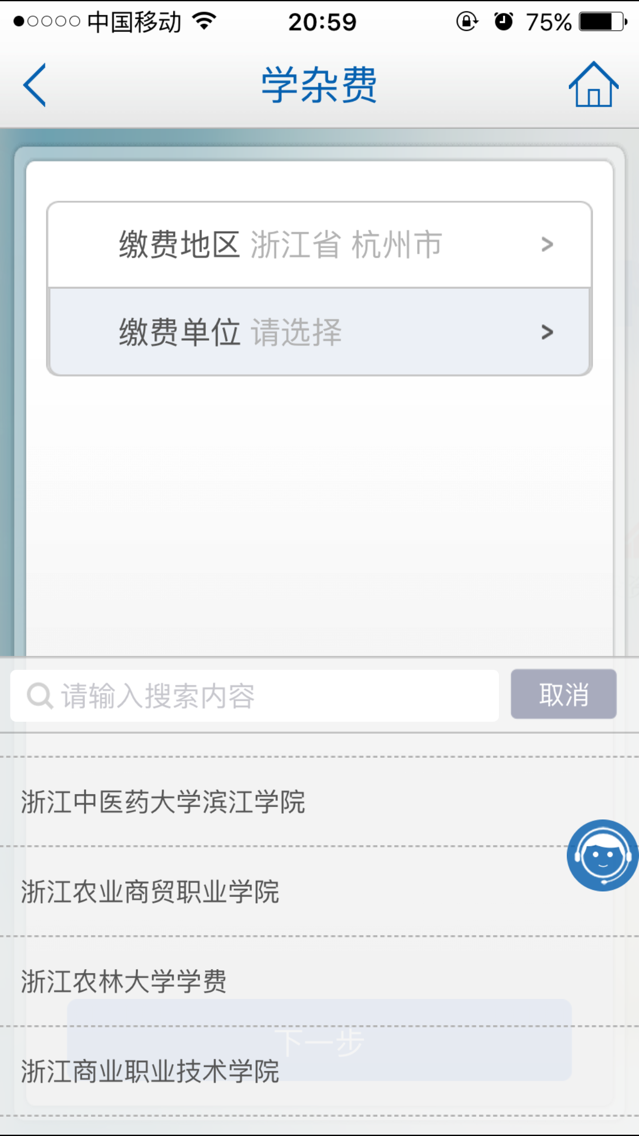 中国移动 20:59 75%
学杂费
缴费地区 浙江省 杭州市 >
缴费单位 请选择 >
请输入搜索内容 取消
浙江中医药大学滨江学院
浙江农业商贸职业学院
浙江农林大学学费
下一步
浙江商业职业技术学院